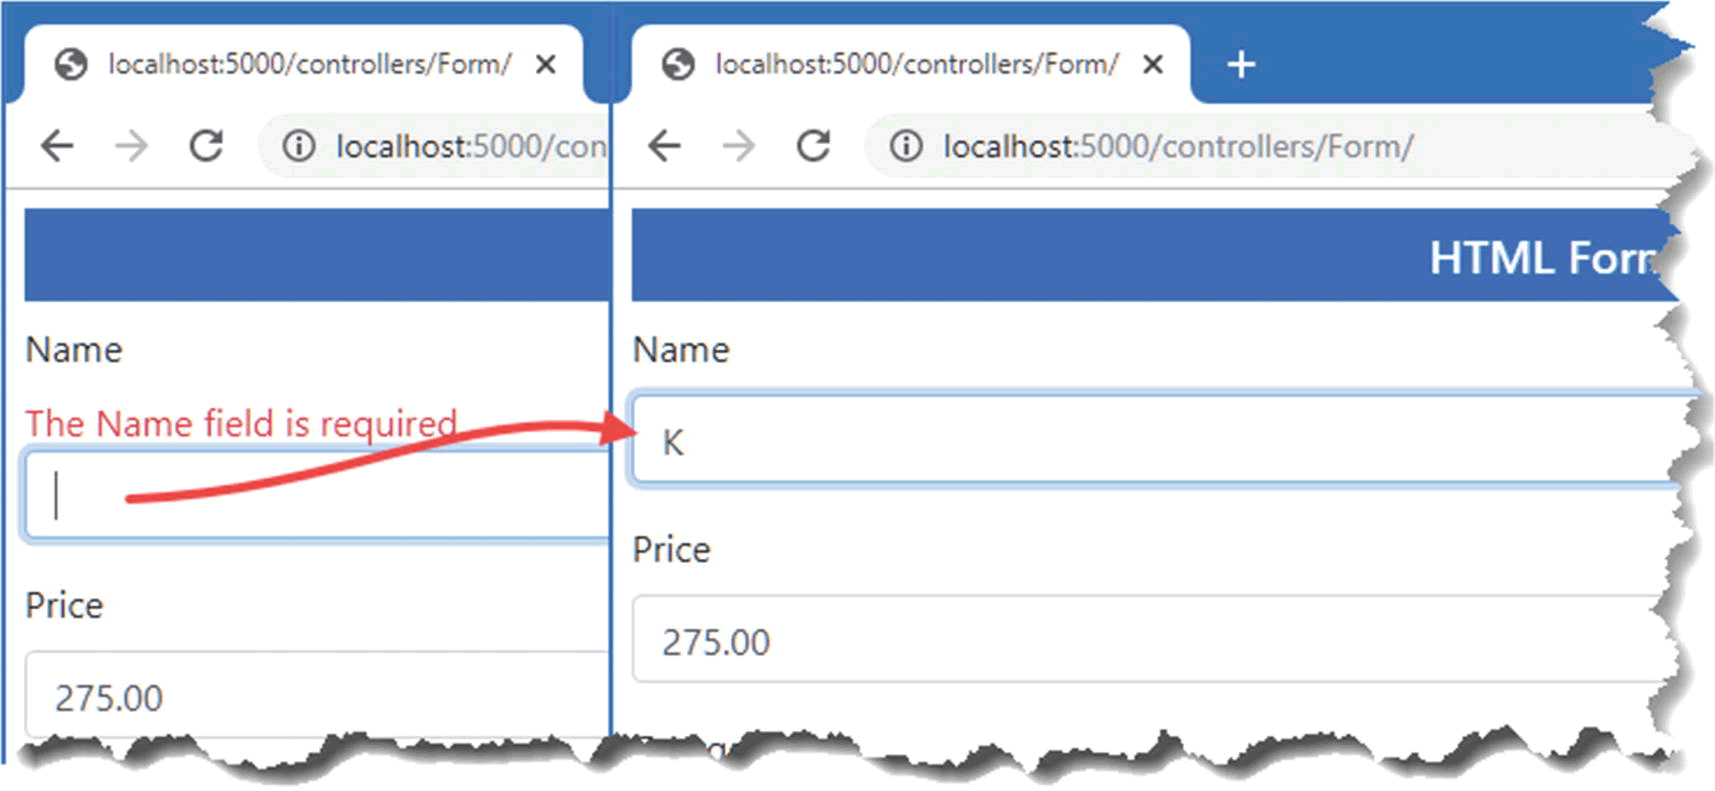 localhost:5000/controllers/Form/
localhost:5000/con
Name
The Name field is required.
Price
275.00
localhost:5000/controllers/Form/
localhost:5000/controllers/Form/
HTML
Name
K
Price
275.00